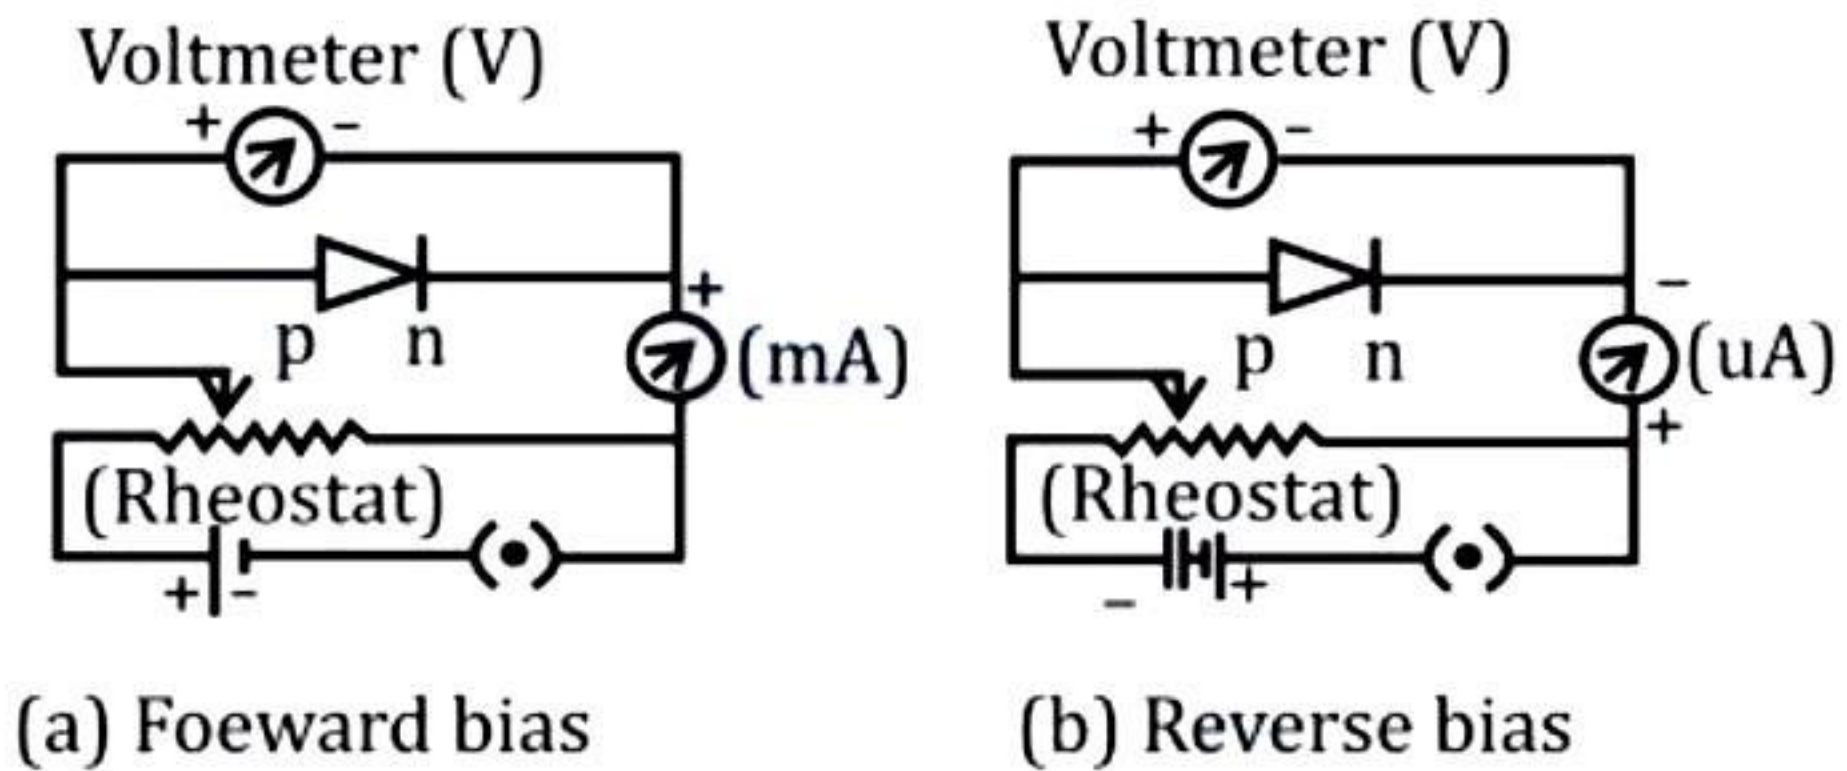 Voltmeter (V)
+ -
p n
+
(mA)
(Rheostat)
+ -
(a) Foeward bias
Voltmeter (V)
+ -
p n
-
(uA)
+
(Rheostat)
- +
(b) Reverse bias